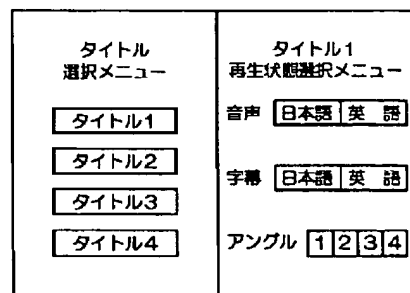 タイトル
選択メニュー
タイトル1
タイトル2
タイトル3
タイトル4
タイトル1
再生状態選択メニュー
音声 日本語 英 語
字幕 日本語 英 語
アングル 1 2 3 4